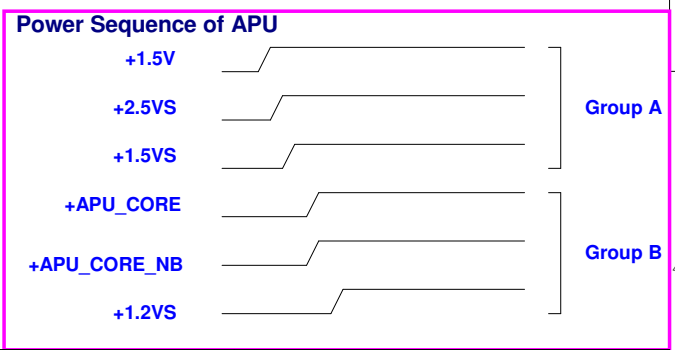 Power Sequence of APU
+1.5V
+2.5VS
Group A
+1.5VS
+APU_CORE
+APU_CORE_NB
Group B
+1.2VS